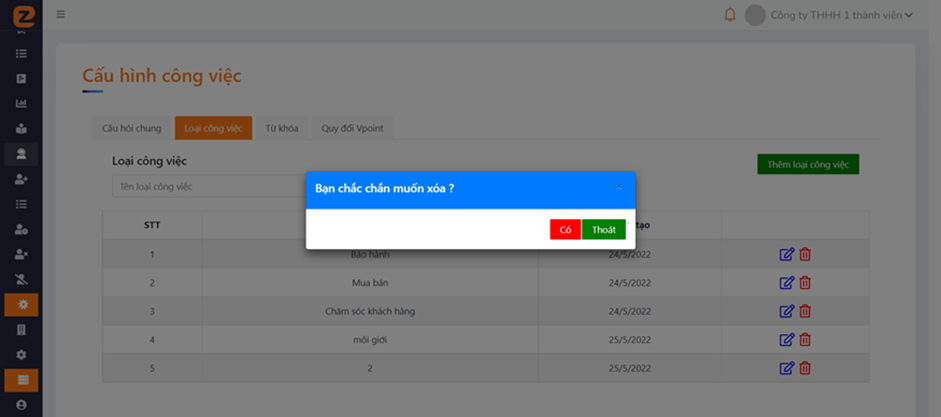 Công ty THHH 1 thành viên
Cấu hình công việc
Câu hỏi chung
Loại công việc
Từ khóa
Quy đổi Vpoint
Loại công việc
Thêm loại công việc
Tên loại công việc
Bạn chắc chắn muốn xóa ?
×
Có
Thoát
STT
tạo
1 Bảo hành 24/5/2022
2 Mua bán 24/5/2022
3 Chăm sóc khách hàng 24/5/2022
4 môi giới 25/5/2022
5 2 25/5/2022